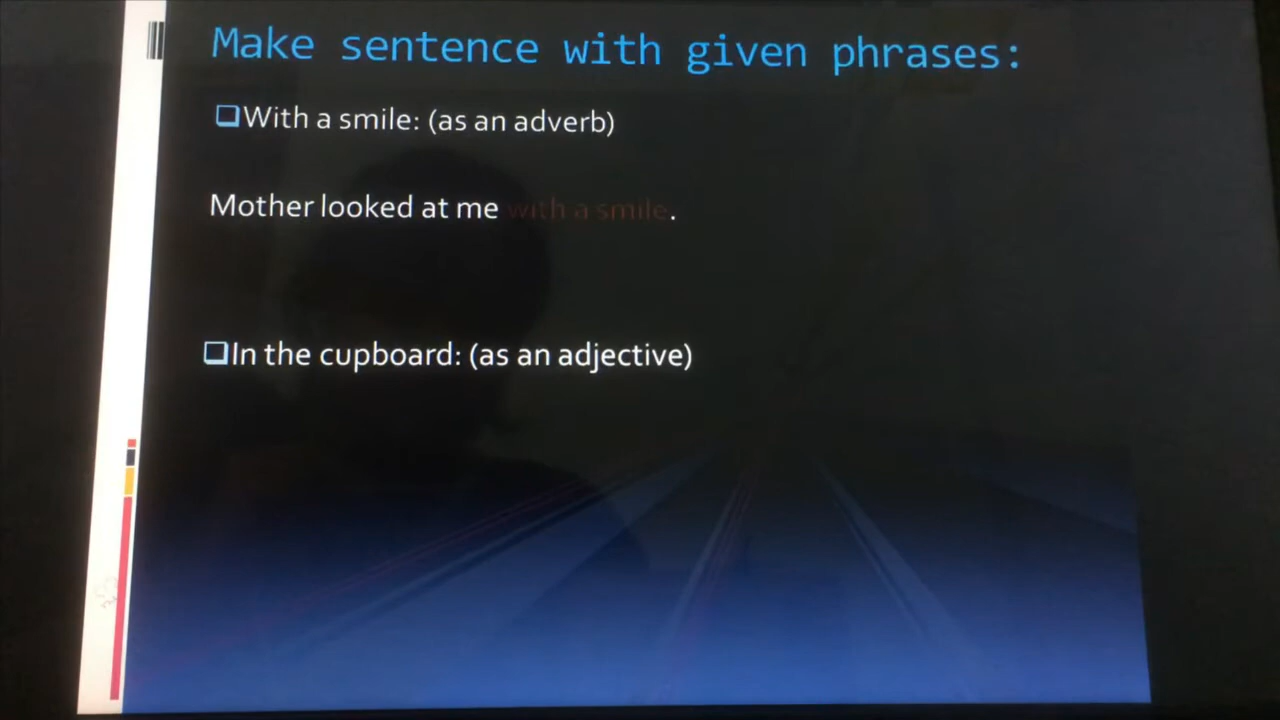 Make sentence with given phrases:
With a smile: (as an adverb)
Mother looked at me with a smile.
In the cupboard: (as an adjective)